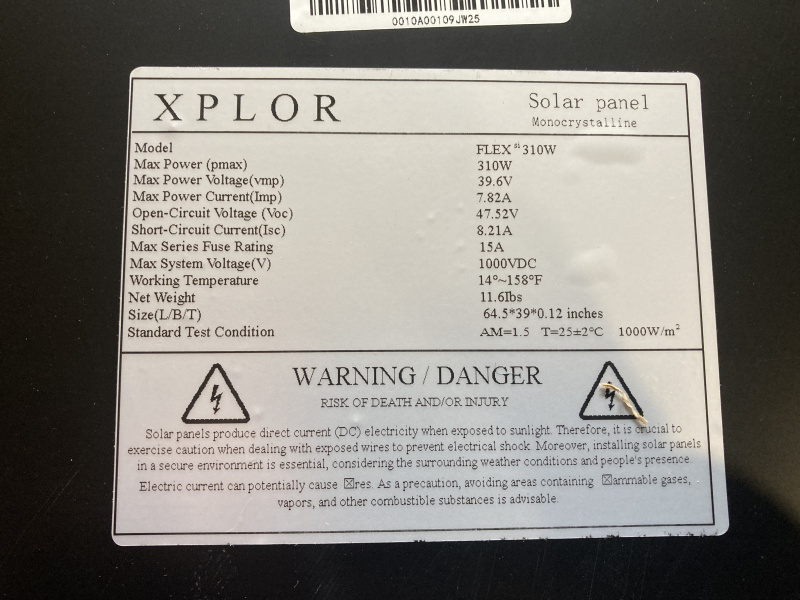 0010A00109JW25
XPLOR
Solar panel
Monocrystalline
Model FLEX si 310W
Max Power (pmax) 310W
Max Power Voltage(vmp) 39.6V
Max Power Current(Imp) 7.82A
Open-Circuit Voltage (Voc) 47.52V
Short-Circuit Current(Isc) 8.21A
Max Series Fuse Rating 15A
Max System Voltage(V) 1000VDC
Working Temperature 14°~158°F
Net Weight 11.6Ibs
Size(L/B/T) 64.5*39*0.12 inches
Standard Test Condition AM=1.5 T=25±2°C 1000W/m²
WARNING / DANGER
RISK OF DEATH AND/OR INJURY
Solar panels produce direct current (DC) electricity when exposed to sunlight. Therefore, it is crucial to
exercise caution when dealing with exposed wires to prevent electrical shock. Moreover, installing solar panels
in a secure environment is essential, considering the surrounding weather conditions and people's presence.
Electric current can potentially cause ☒res. As a precaution, avoiding areas containing ☒ammable gases,
vapors, and other combustible substances is advisable.